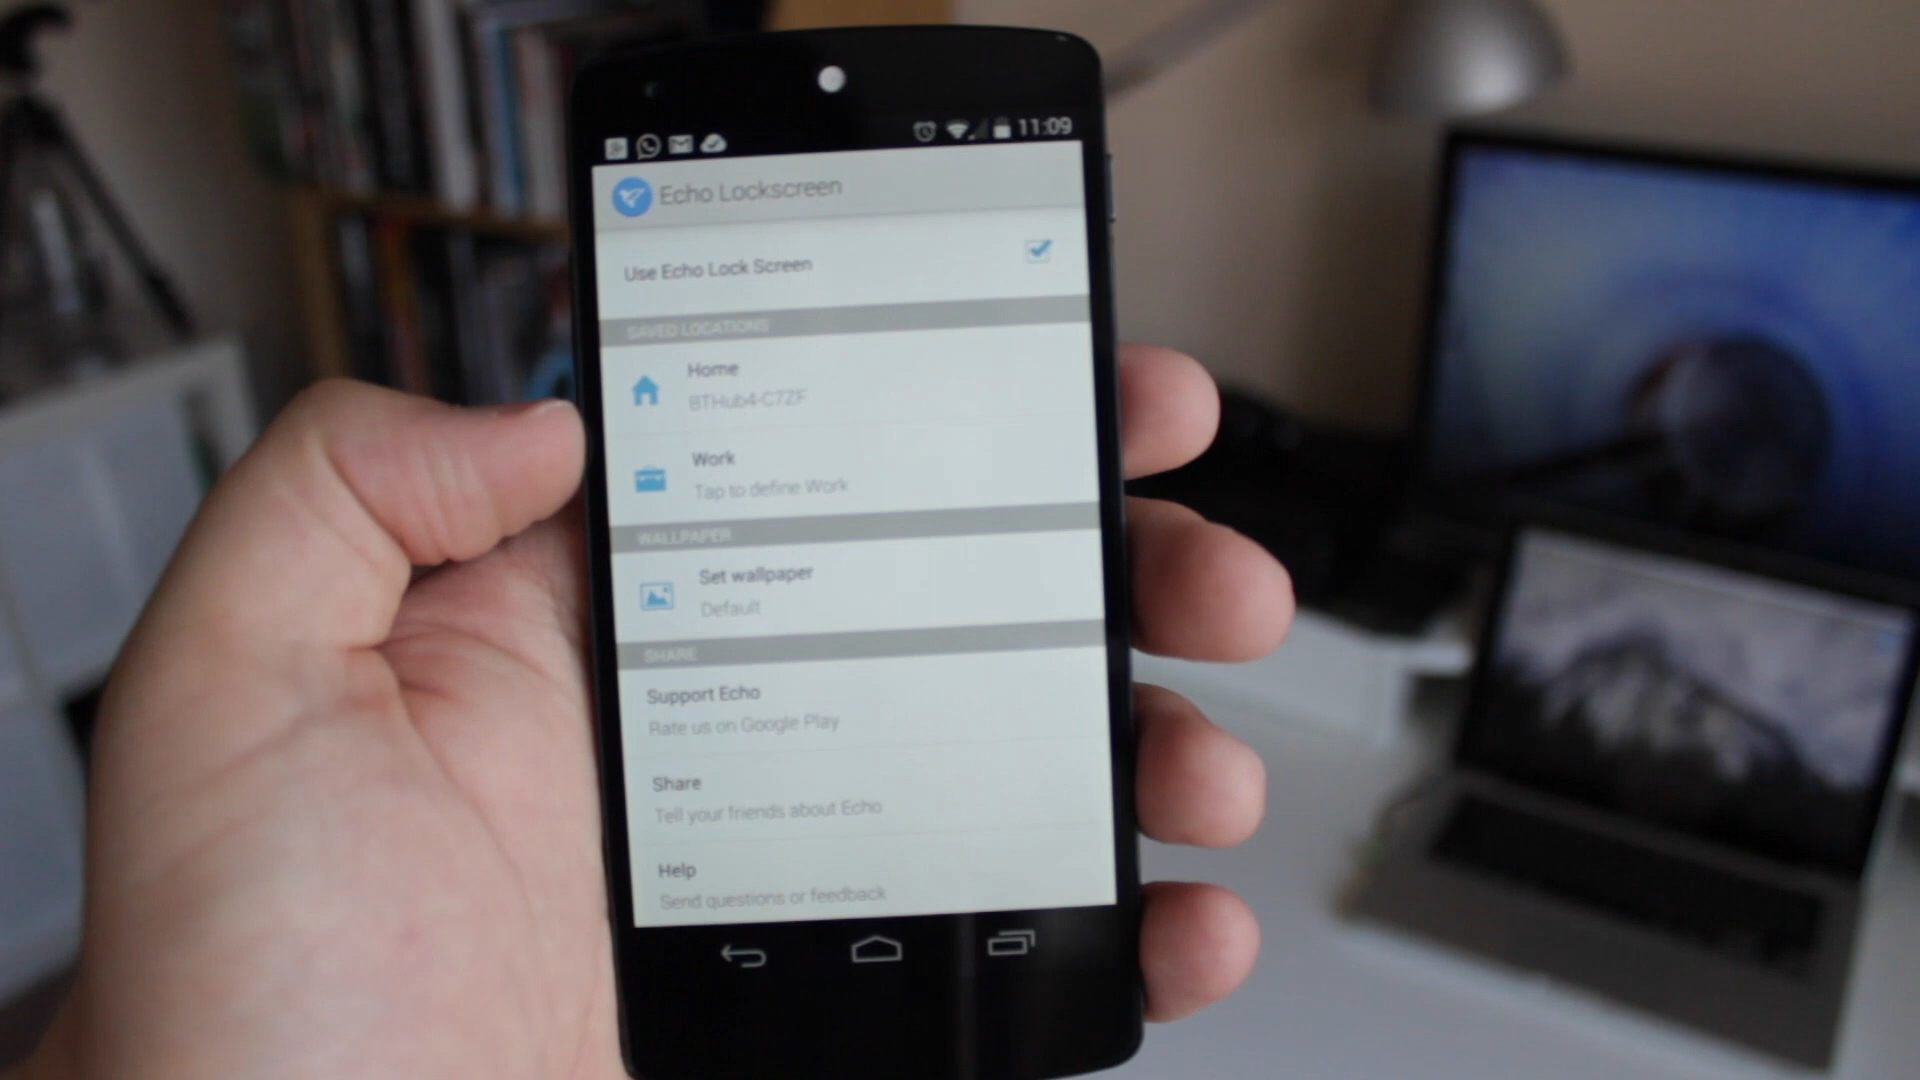 11:09
Echo Lockscreen
Use Echo Lock Screen
SAVED LOCATIONS
Home
BTHub4-C7ZF
Work
Tap to define Work
WALLPAPER
Set wallpaper
Default
SHARE
Support Echo
Rate us on Google Play
Share
Tell your friends about Echo
Help
Send questions or feedback